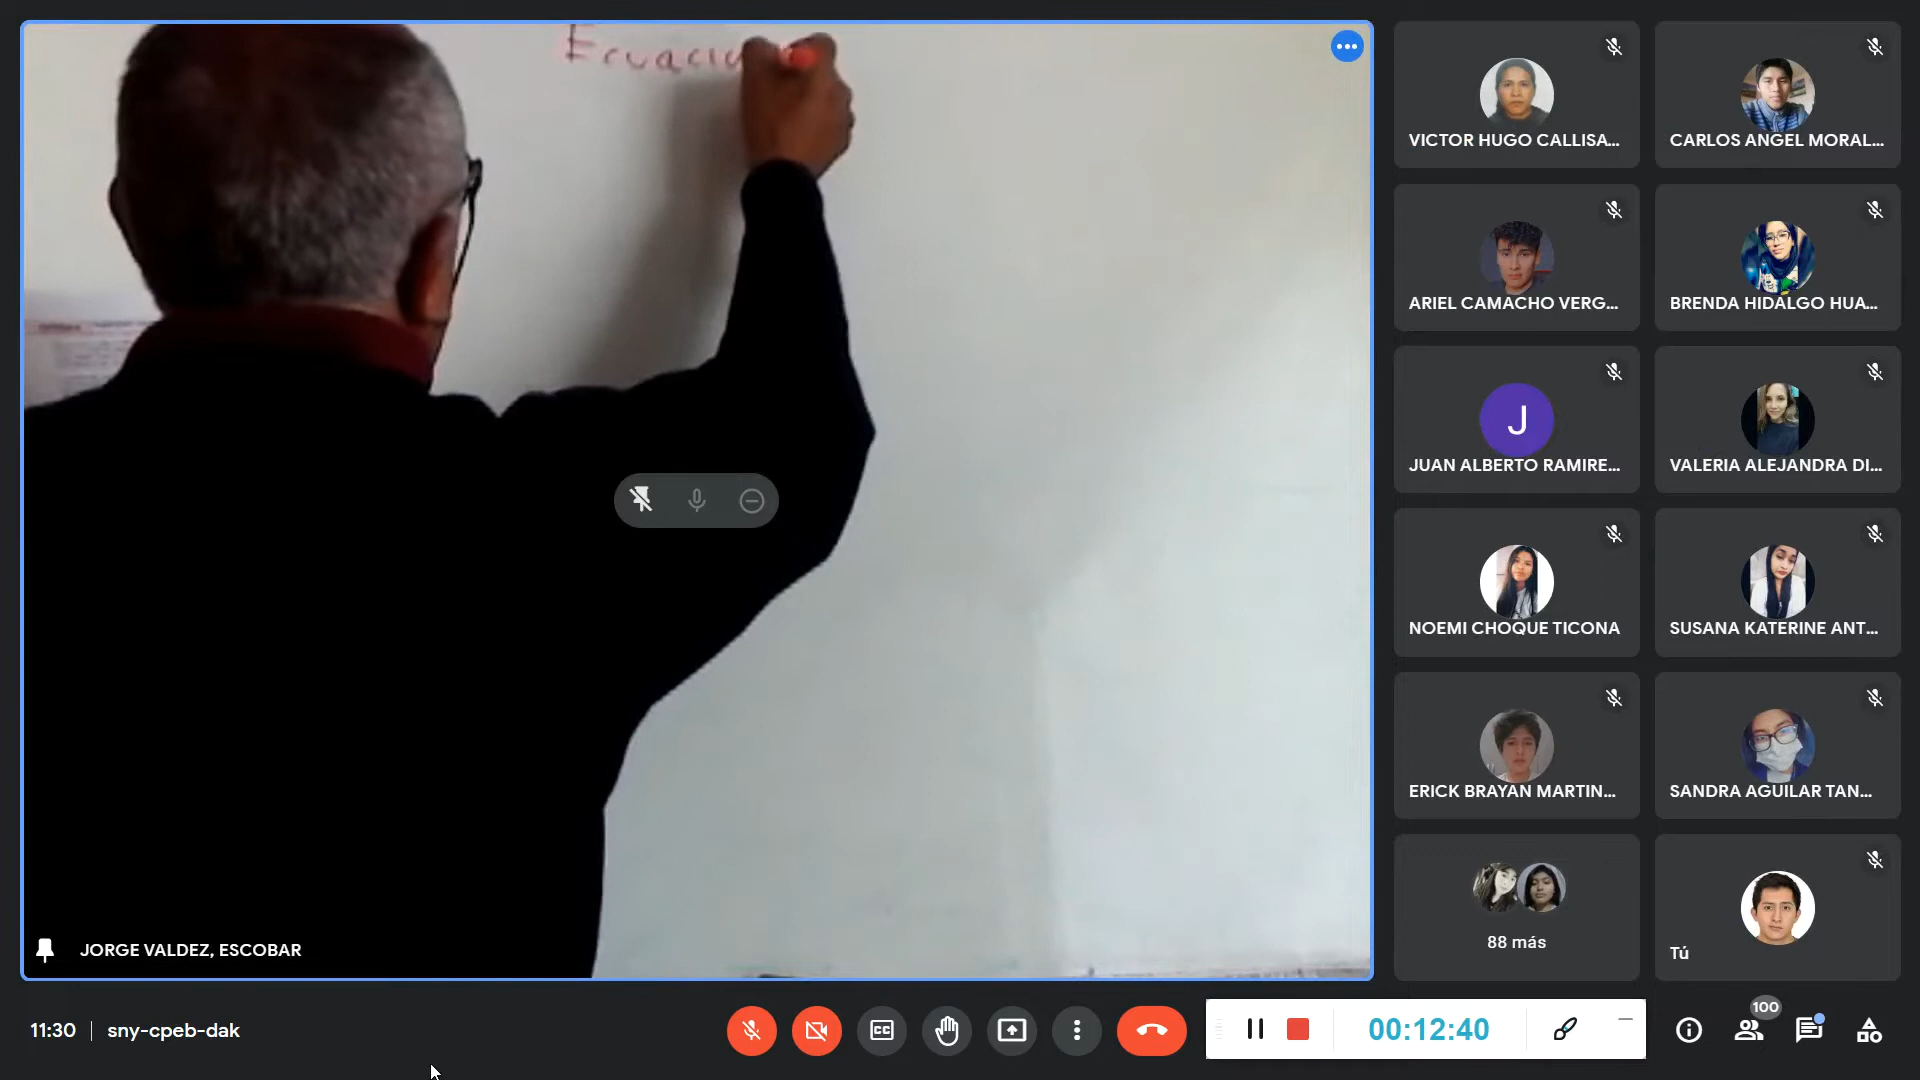 Ecuacio
VICTOR HUGO CALLISA...
CARLOS ANGEL MORAL...
ARIEL CAMACHO VERG...
BRENDA HIDALGO HUA...
J
JUAN ALBERTO RAMIRE...
VALERIA ALEJANDRA DI...
NOEMI CHOQUE TICONA
SUSANA KATERINE ANT...
ERICK BRAYAN MARTIN...
SANDRA AGUILAR TAN...
88 más
Tú
JORGE VALDEZ, ESCOBAR
11:30 | sny-cpeb-dak
CC
00:12:40
100